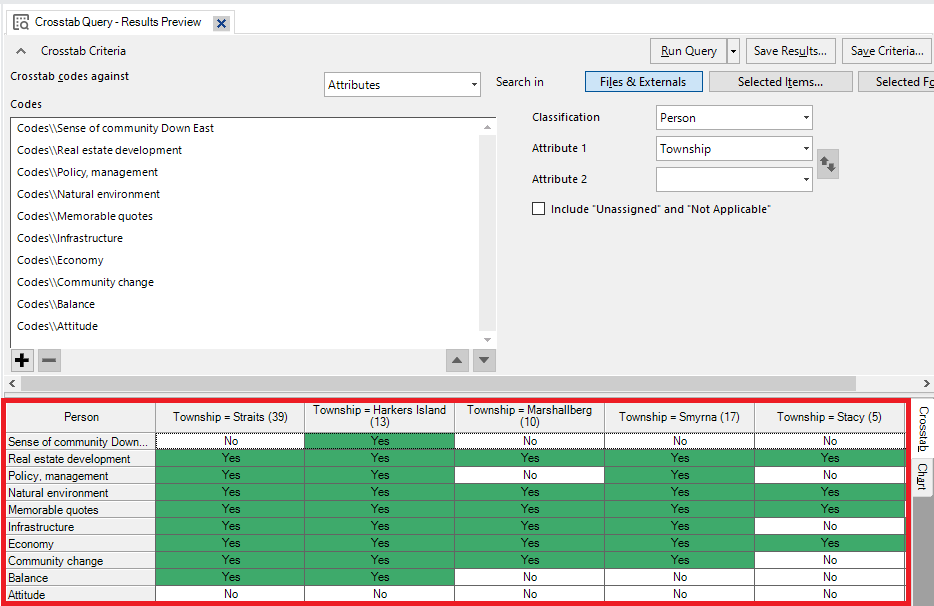 Crosstab Query - Results Preview
Crosstab Criteria
Run Query
Save Results...
Save Criteria...
Crosstab codes against
Attributes
Search in
Files & Externals
Selected Items...
Selected Fo
Codes
Codes\\Sense of community Down East
Codes\\Real estate development
Codes\\Policy, management
Codes\\Natural environment
Codes\\Memorable quotes
Codes\\Infrastructure
Codes\\Economy
Codes\\Community change
Codes\\Balance
Codes\\Attitude
Classification
Person
Attribute 1
Township
Attribute 2
Include "Unassigned" and "Not Applicable"
Person Township = Straits (39) Township = Harkers Island (13) Township = Marshallberg (10) Township = Smyrna (17) Township = Stacy (5)
Sense of community Down... No Yes No No No
Real estate development Yes Yes Yes Yes Yes
Policy, management Yes Yes No Yes No
Natural environment Yes Yes Yes Yes Yes
Memorable quotes Yes Yes Yes Yes Yes
Infrastructure Yes Yes Yes Yes No
Economy Yes Yes Yes Yes Yes
Community change Yes Yes Yes Yes No
Balance Yes Yes No No No
Attitude No No No No No
Crosstab
Chart